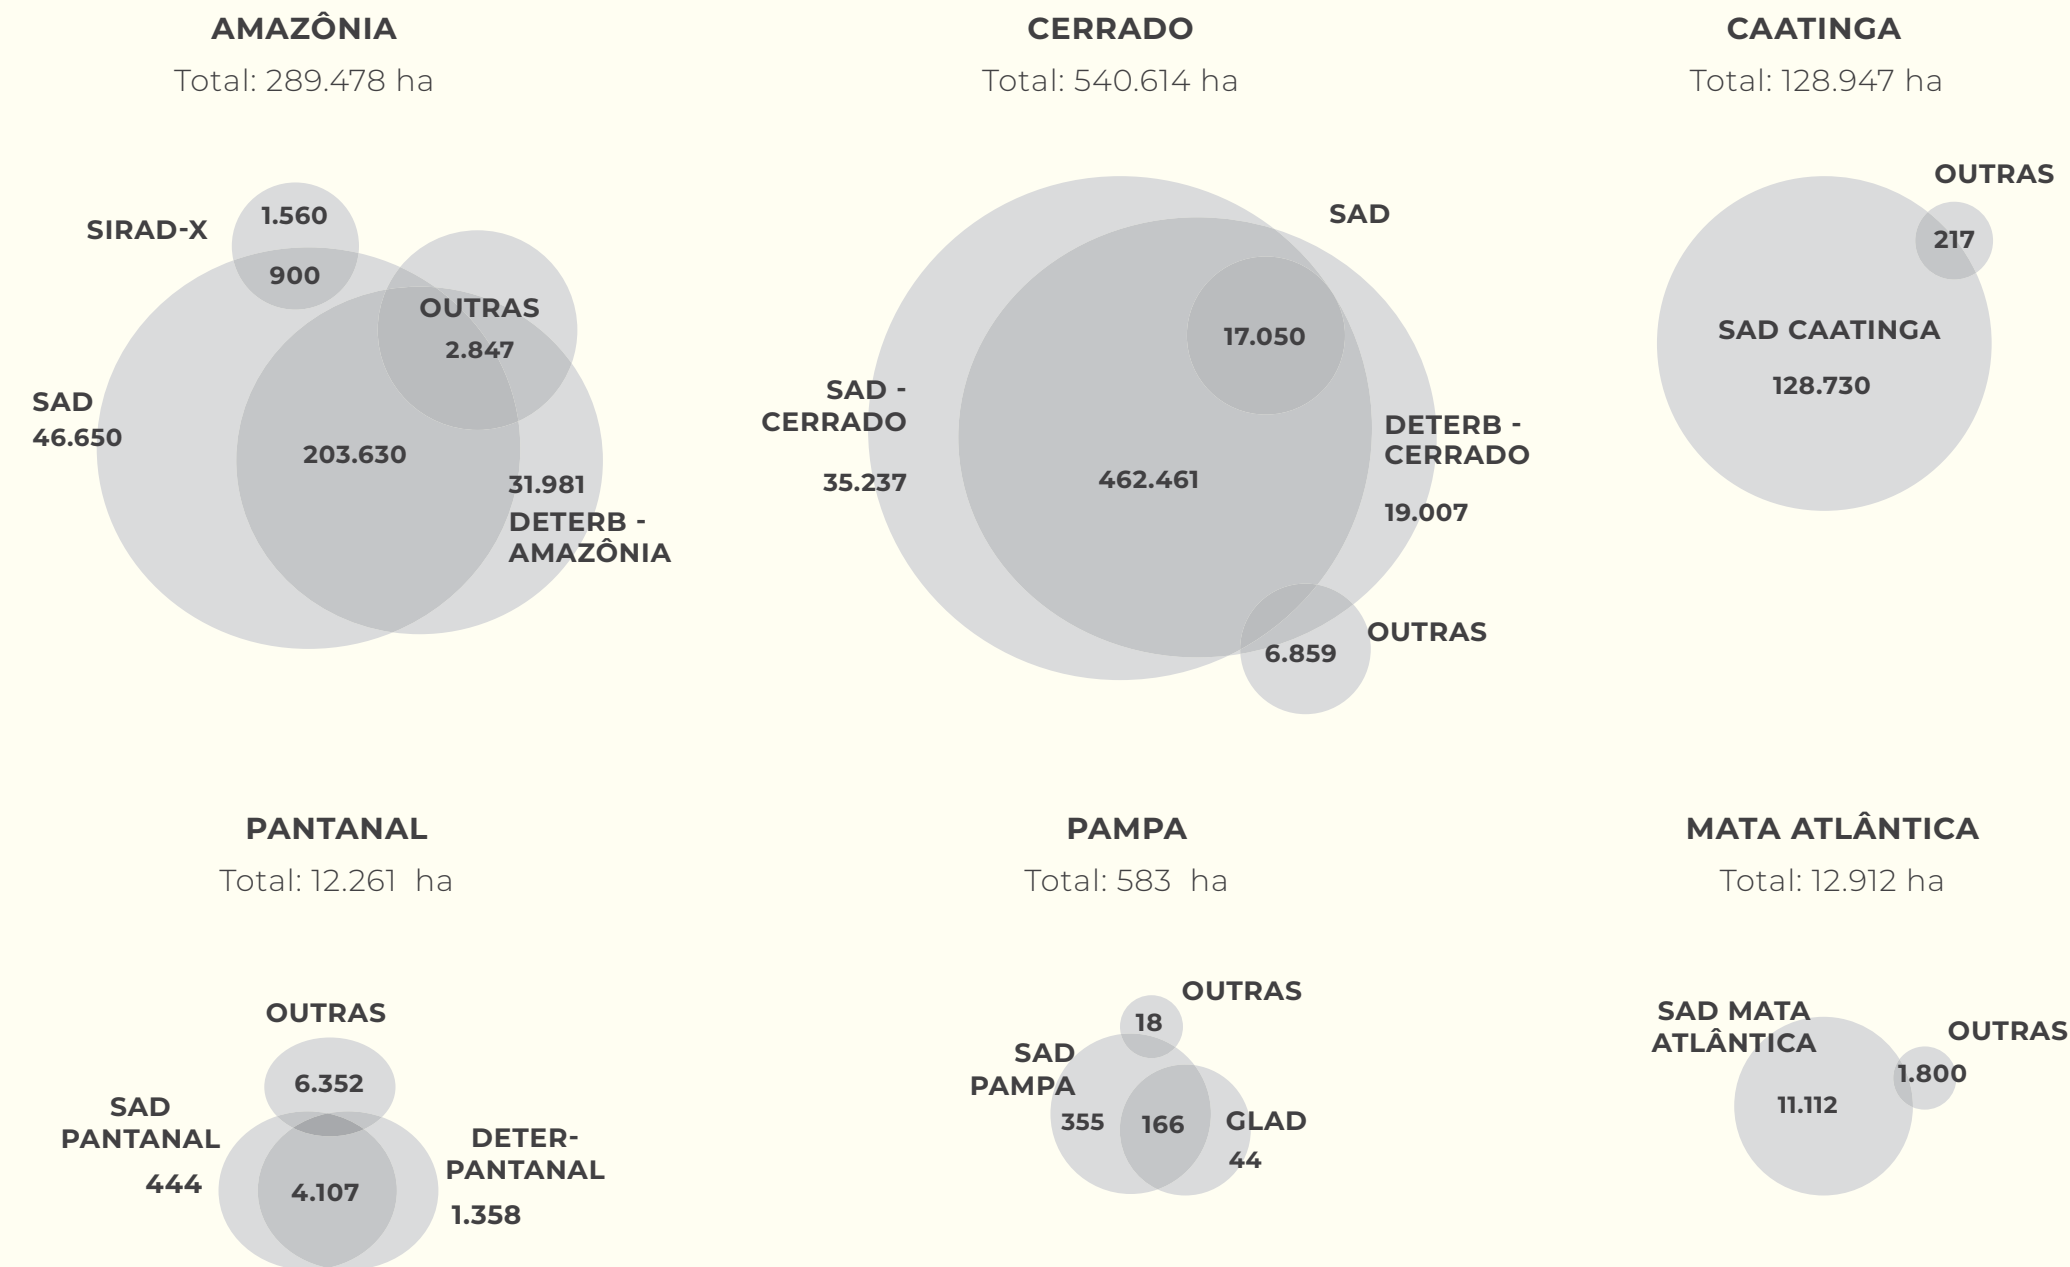 AMAZÔNIA
Total: 289.478 ha
SIRAD-X
1.560
900
OUTRAS
2.847
SAD
46.650
203.630
31.981
DETERB -
AMAZÔNIA
CERRADO
Total: 540.614 ha
SAD
17.050
SAD -
CERRADO
35.237
462.461
DETERB -
CERRADO
19.007
OUTRAS
6.859
CAATINGA
Total: 128.947 ha
OUTRAS
217
SAD CAATINGA
128.730
PANTANAL
Total: 12.261 ha
OUTRAS
6.352
SAD
PANTANAL
444
4.107
DETER-
PANTANAL
1.358
PAMPA
Total: 583 ha
OUTRAS
18
SAD
PAMPA
355
166
GLAD
44
MATA ATLÂNTICA
Total: 12.912 ha
SAD MATA
ATLÂNTICA
11.112
OUTRAS
1.800